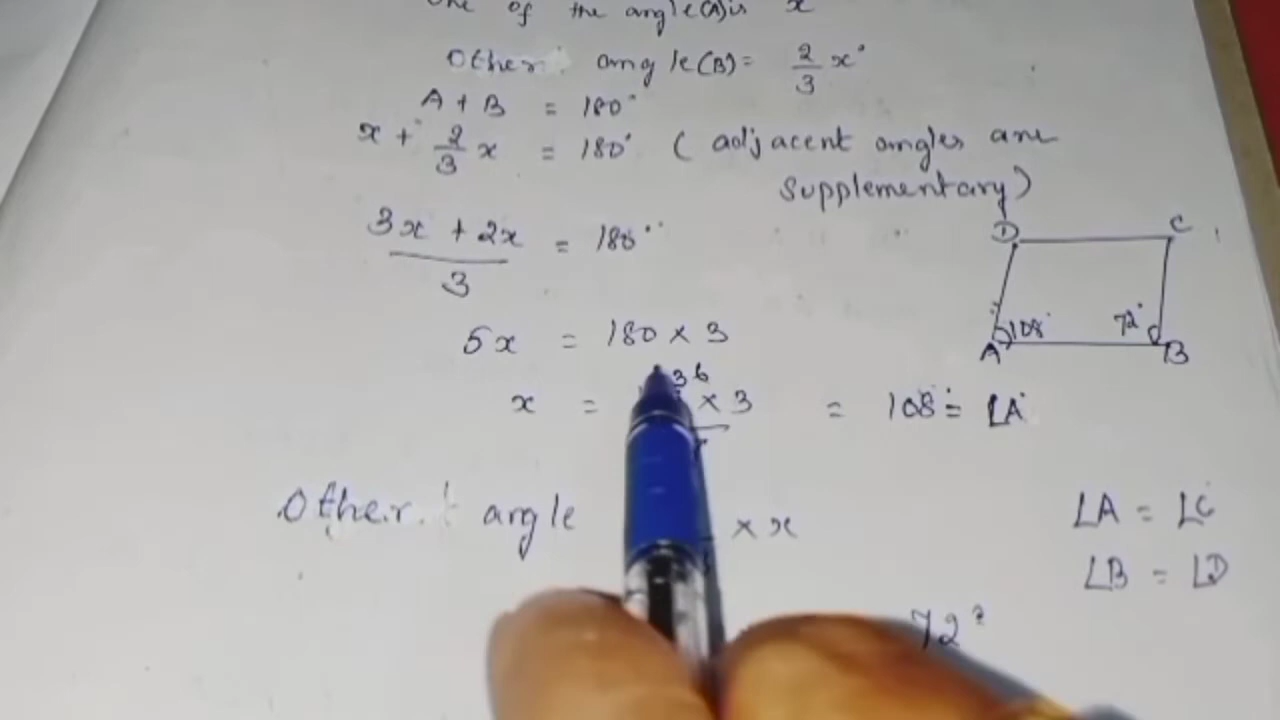 One of the angle(A) is x
Other angle(B) = 2/3 x°
A + B = 180°
x + 2/3 x = 180° ( adjacent angles are
supplementary)
3x + 2x / 3 = 180°
D C
5x = 180 × 3
108° 72°
A B
36
x = × 3 = 108° = ∠A
Other angle × x
∠A = ∠C
∠B = ∠D
72°